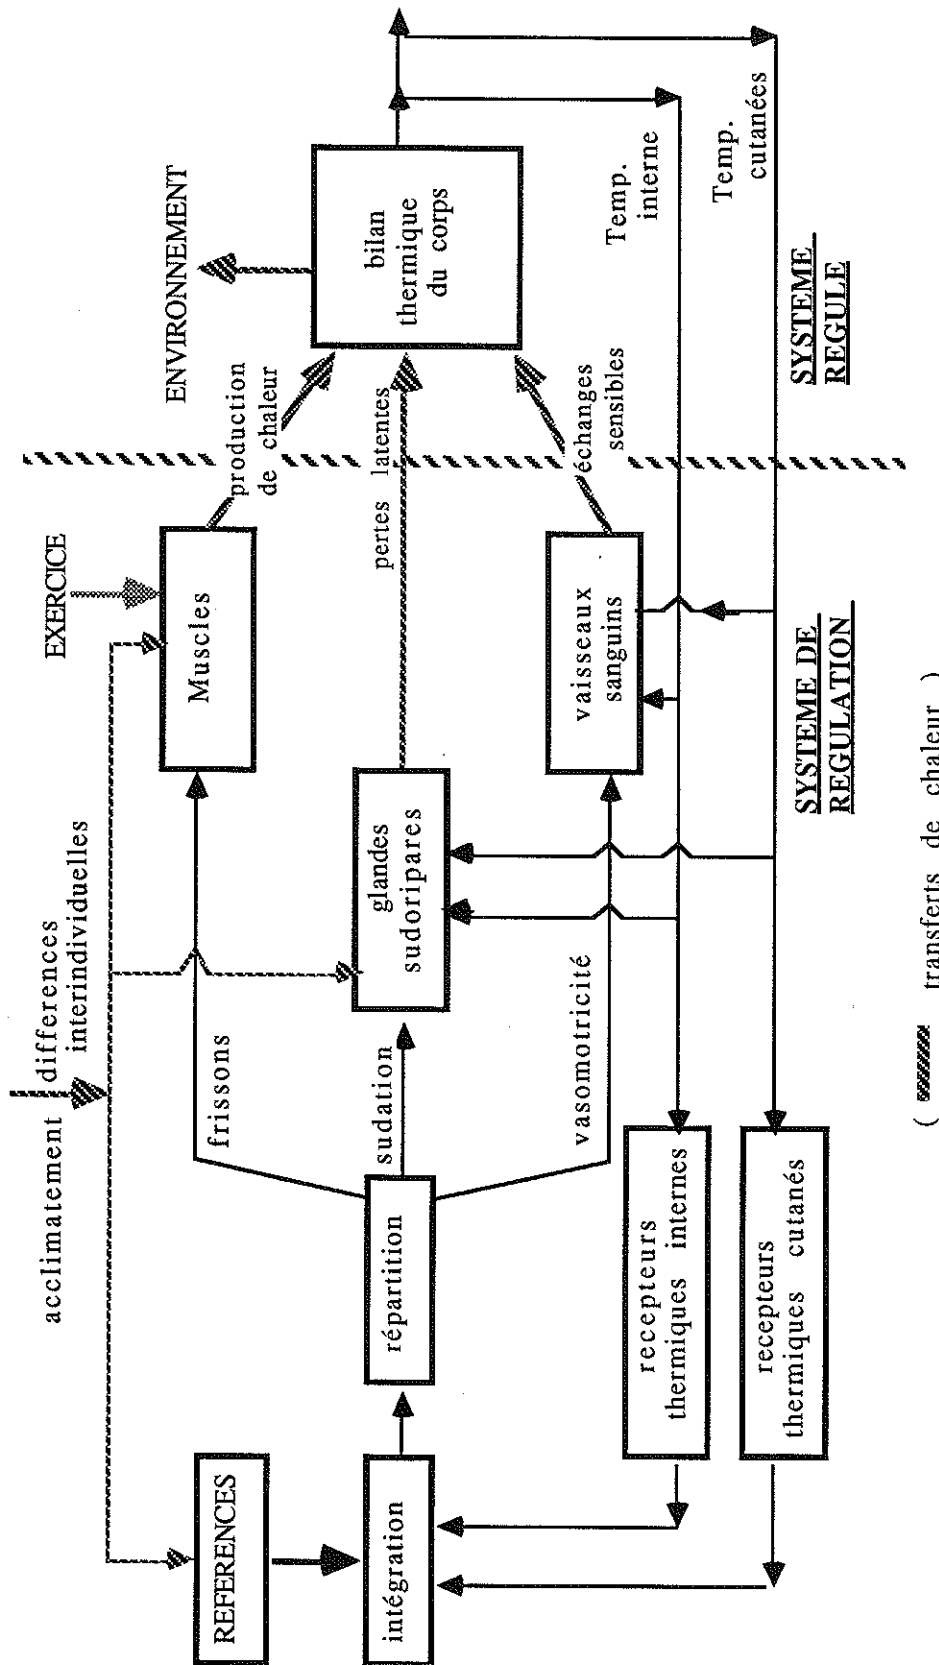 acclimatement différences
interindividuelles
EXERCICE
ENVIRONNEMENT
REFERENCES
frissons
Muscles
production
de chaleur
intégration
répartition
sudation
glandes
sudoripares
pertes latentes
bilan
thermique
du corps
vasomotricité
vaisseaux
sanguins
échanges
sensibles
recepteurs
thermiques internes
Temp.
interne
recepteurs
thermiques cutanés
Temp.
cutanées
SYSTEME DE
REGULATION
SYSTEME
REGULE
( transferts de chaleur )